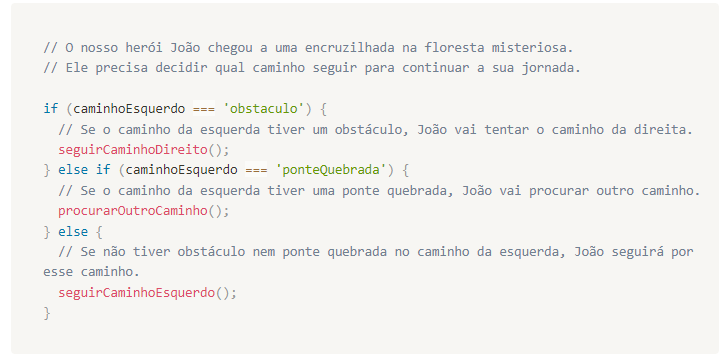 // O nosso herói João chegou a uma encruzilhada na floresta misteriosa.
// Ele precisa decidir qual caminho seguir para continuar a sua jornada.
if (caminhoEsquerdo === 'obstaculo') {
// Se o caminho da esquerda tiver um obstáculo, João vai tentar o caminho da direita.
seguirCaminhoDireito();
} else if (caminhoEsquerdo === 'ponteQuebrada') {
// Se o caminho da esquerda tiver uma ponte quebrada, João vai procurar outro caminho.
procurarOutroCaminho();
} else {
// Se não tiver obstáculo nem ponte quebrada no caminho da esquerda, João seguirá por
esse caminho.
seguirCaminhoEsquerdo();
}